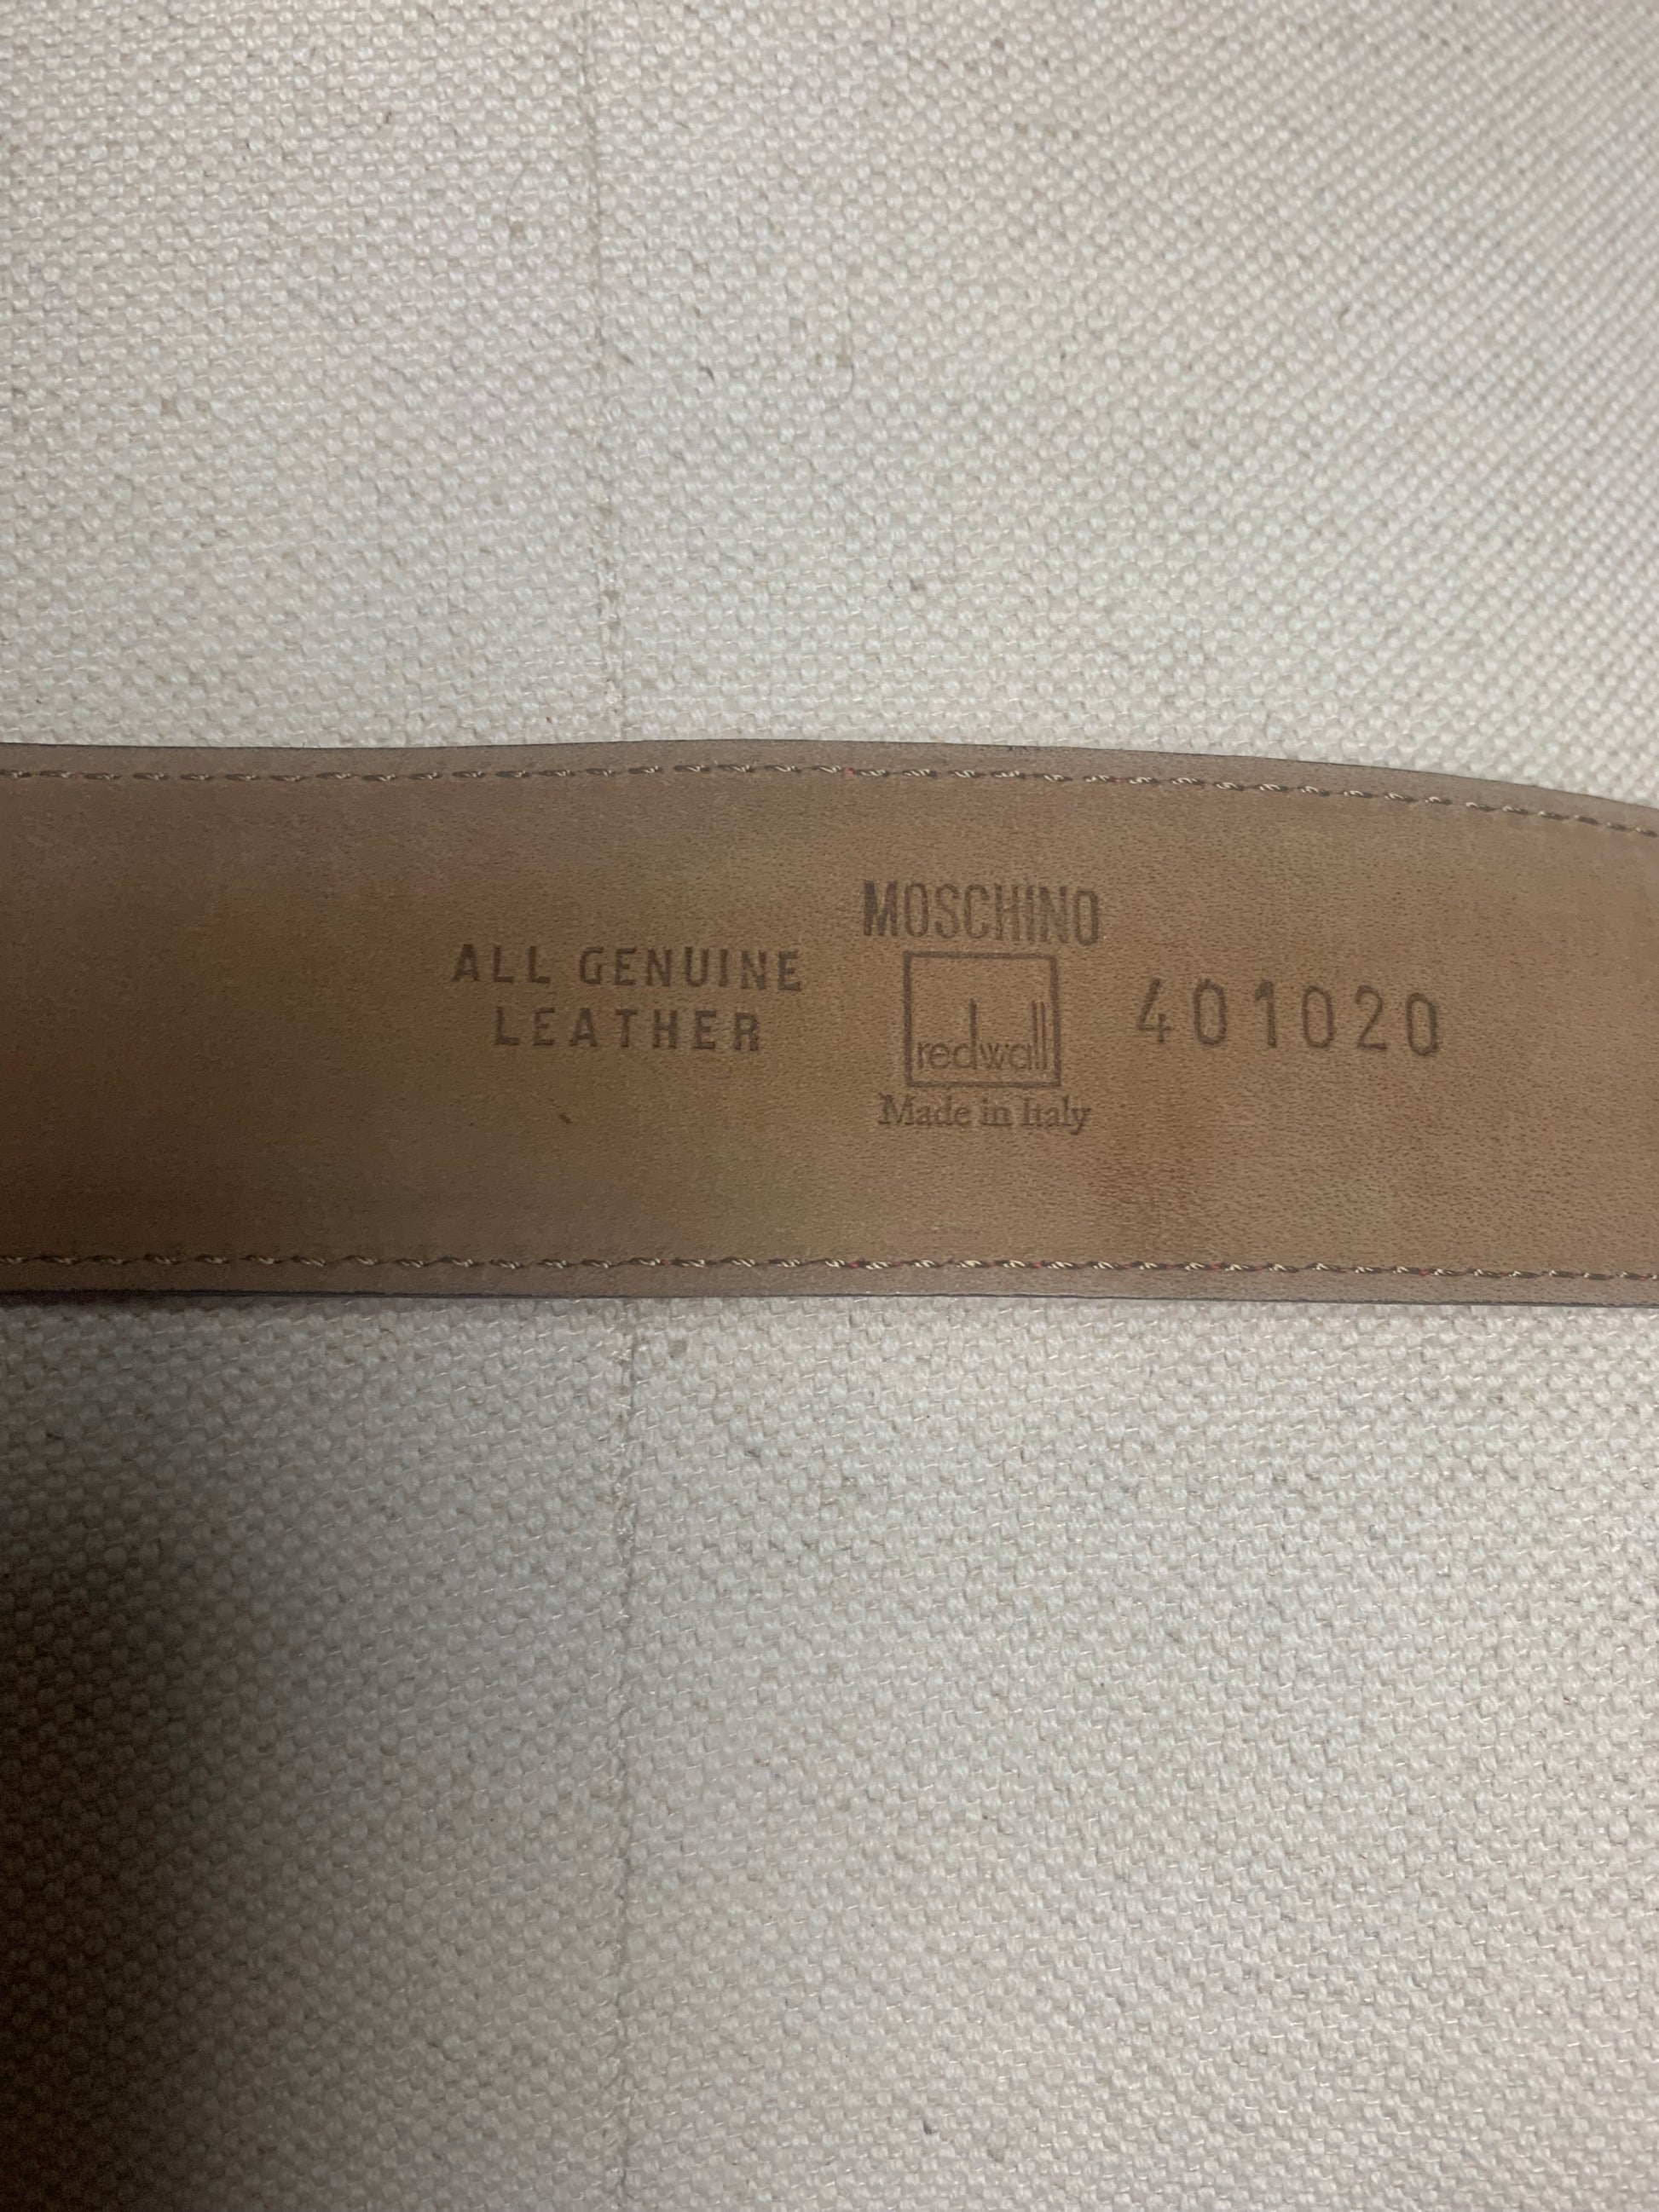 ALL GENUINE
LEATHER
MOSCHINO
redwall
Made in Italy
401020